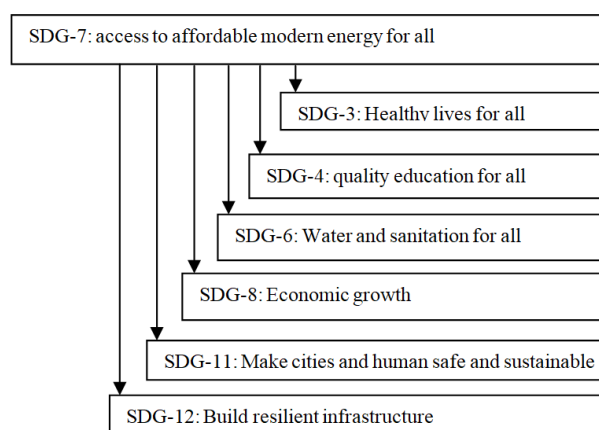 SDG-7: access to affordable modern energy for all
SDG-3: Healthy lives for all
SDG-4: quality education for all
SDG-6: Water and sanitation for all
SDG-8: Economic growth
SDG-11: Make cities and human safe and sustainable
SDG-12: Build resilient infrastructure